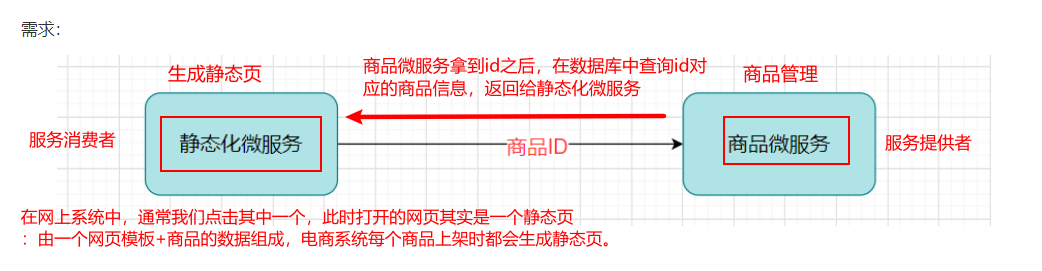 需求：
生成静态页
商品微服务拿到id之后，在数据库中查询id对
应的商品信息，返回给静态化微服务
商品管理
服务消费者
静态化微服务
商品ID
商品微服务
服务提供者
在网上系统中，通常我们点击其中一个，此时打开的网页其实是一个静态页
：由一个网页模板+商品的数据组成，电商系统每个商品上架时都会生成静态页。